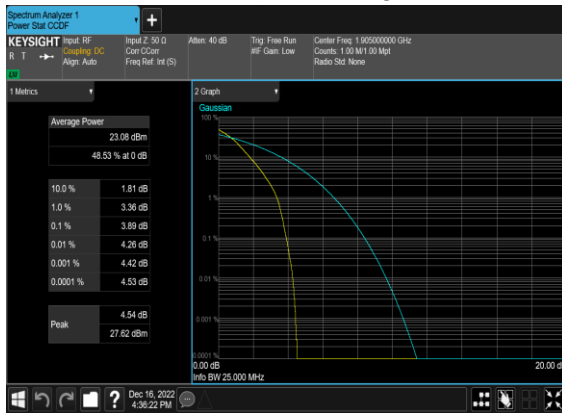 Spectrum Analyzer 1
Power Stat CCDF
+
KEYSIGHT Input: RF
R T Coupling: DC
Align: Auto
LXI
Input Z: 50 Ω
Corr CCorr
Freq Ref: Int (S)
Atten: 40 dB
Trig: Free Run
#IF Gain: Low
Center Freq: 1.905000000 GHz
Counts: 1.00 M/1.00 Mpt
Radio Std: None
1 Metrics
Average Power
23.08 dBm
48.53 % at 0 dB
10.0 % 1.81 dB
1.0 % 3.36 dB
0.1 % 3.89 dB
0.01 % 4.26 dB
0.001 % 4.42 dB
0.0001 % 4.53 dB
Peak 4.54 dB
27.62 dBm
2 Graph
Gaussian
100 %
10 %
1 %
0.1 %
0.01 %
0.001 %
0.0001 %
0.00 dB 20.00 d
Info BW 25.000 MHz
? Dec 16, 2022
4:36:22 PM